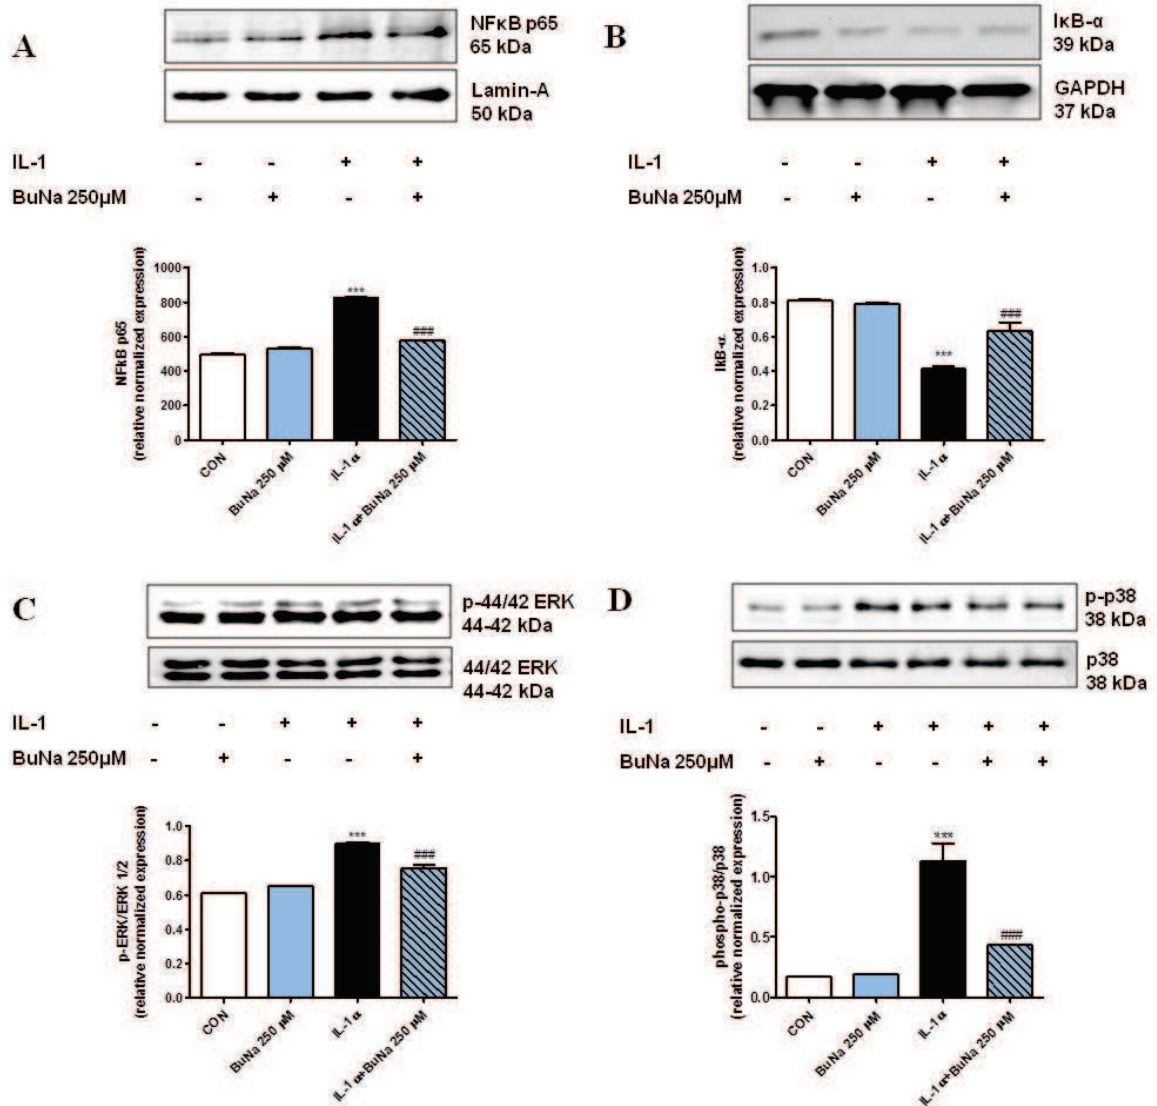 A
NFκB p65
65 kDa
Lamin-A
50 kDa
IL-1 - - + +
BuNa 250µM - + - +
NFkB p65
(relative normalized expression)
1000
800
600
400
200
0
***
###
CON
BuNa 250 µM
IL-1α
IL-1α+BuNa 250 µM
B
IκB-α
39 kDa
GAPDH
37 kDa
IL-1 - - + +
BuNa 250µM - + - +
IkB-α
(relative normalized expression)
1.0
0.8
0.6
0.4
0.2
0.0
***
###
CON
BuNa 250 µM
IL-1α
IL-1α+BuNa 250 µM
C
p-44/42 ERK
44-42 kDa
44/42 ERK
44-42 kDa
IL-1 - - + + +
BuNa 250µM - + - - +
p-ERK/ERK 1/2
(relative normalized expression)
1.0
0.8
0.6
0.4
0.2
0.0
***
###
CON
BuNa 250 µM
IL-1α
IL-1α+BuNa 250 µM
D
p-p38
38 kDa
p38
38 kDa
IL-1 - - + + + +
BuNa 250µM - + - - + +
phospho-p38/p38
(relative normalized expression)
1.5
1.0
0.5
0.0
***
###
CON
BuNa 250 µM
IL-1α
IL-1α+BuNa 250 µM